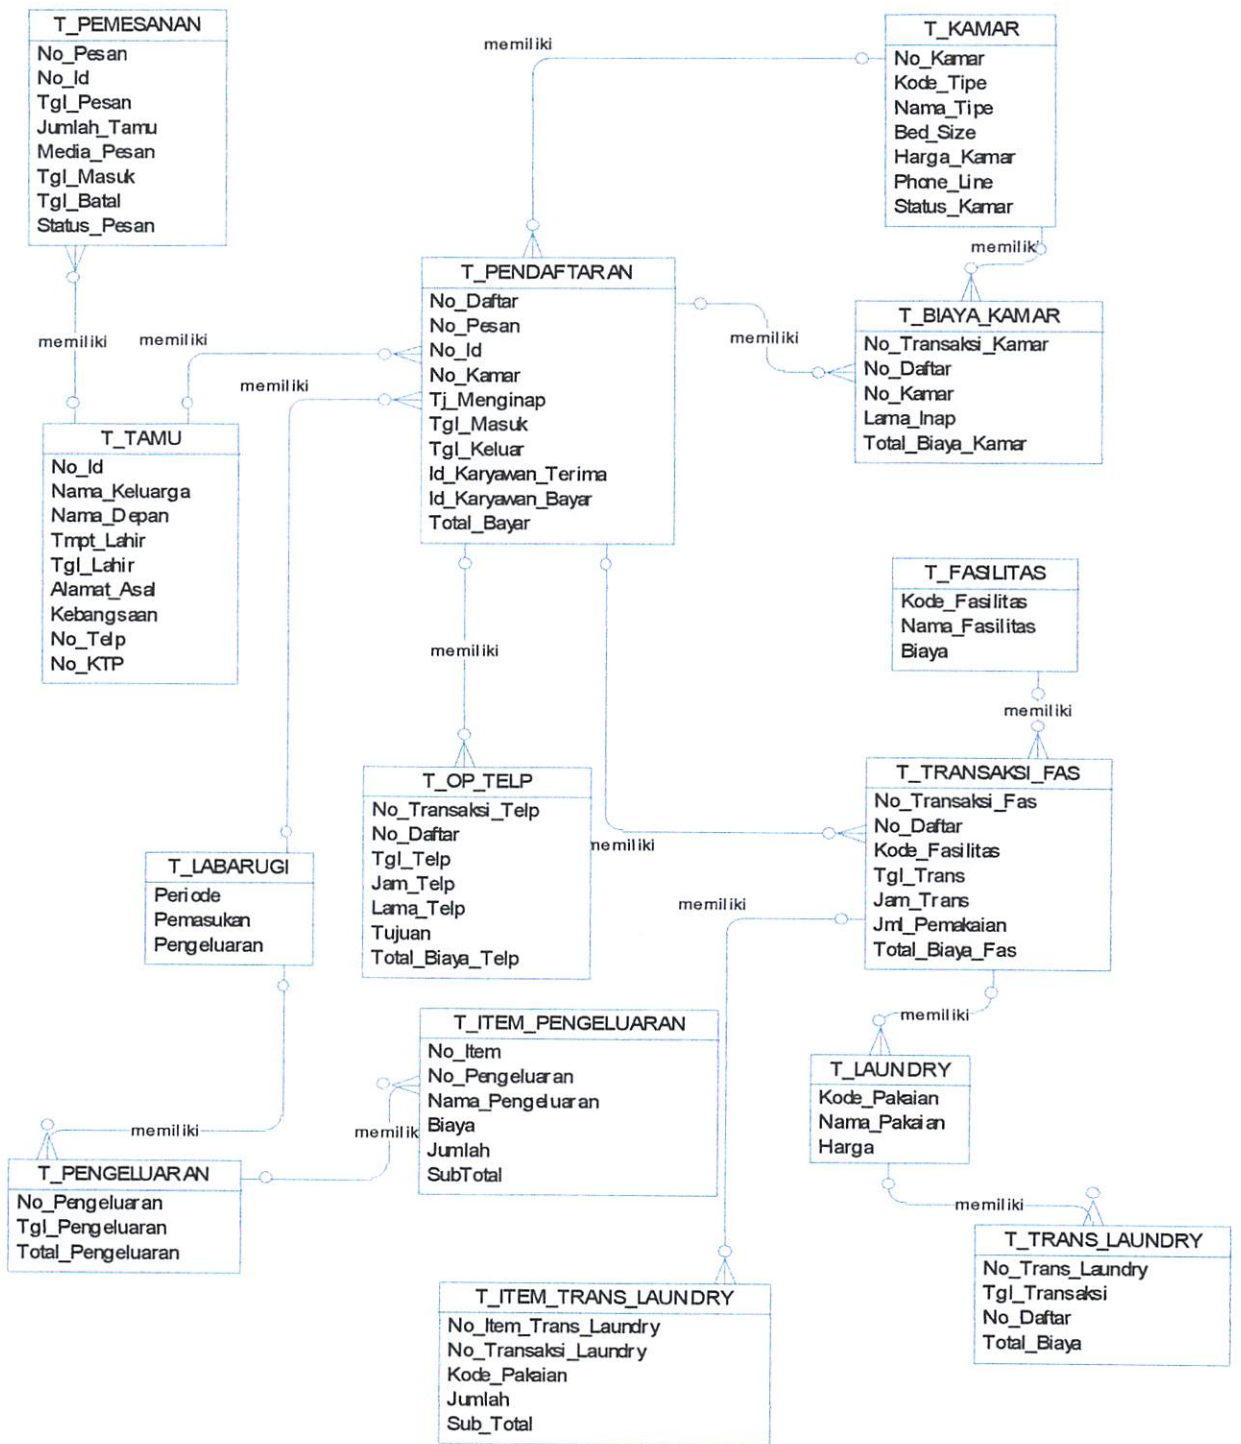 T_PEMESANAN
No_Pesan
No_Id
Tgl_Pesan
Jumlah_Tamu
Media_Pesan
Tgl_Masuk
Tgl_Batal
Status_Pesan
memiliki
T_KAMAR
No_Kamar
Kode_Tipe
Nama_Tipe
Bed_Size
Harga_Kamar
Phone_Line
Status_Kamar
memiliki
T_PENDAFTARAN
No_Daftar
No_Pesan
No_Id
No_Kamar
Tj_Menginap
Tgl_Masuk
Tgl_Keluar
Id_Karyawan_Terima
Id_Karyawan_Bayar
Total_Bayar
memiliki
T_BIAYA_KAMAR
No_Transaksi_Kamar
No_Daftar
No_Kamar
Lama_Inap
Total_Biaya_Kamar
memiliki
memiliki
memiliki
T_TAMU
No_Id
Nama_Keluarga
Nama_Depan
Tmpt_Lahir
Tgl_Lahir
Alamat_Asal
Kebangsaan
No_Telp
No_KTP
T_FASILITAS
Kode_Fasilitas
Nama_Fasilitas
Biaya
memiliki
memiliki
T_OP_TELP
No_Transaksi_Telp
No_Daftar
Tgl_Telp
Jam_Telp
Lama_Telp
Tujuan
Total_Biaya_Telp
memiliki
T_TRANSAKSI_FAS
No_Transaksi_Fas
No_Daftar
Kode_Fasilitas
Tgl_Trans
Jam_Trans
Jml_Pemakaian
Total_Biaya_Fas
memiliki
T_LABARUGI
Periode
Pemasukan
Pengeluaran
memiliki
T_ITEM_PENGELUARAN
No_Item
No_Pengeluaran
Nama_Pengeluaran
Biaya
Jumlah
SubTotal
T_LAUNDRY
Kode_Pakaian
Nama_Pakaian
Harga
memiliki
memilik
T_PENGELUARAN
No_Pengeluaran
Tgl_Pengeluaran
Total_Pengeluaran
memiliki
T_TRANS_LAUNDRY
No_Trans_Laundry
Tgl_Transaksi
No_Daftar
Total_Biaya
T_ITEM_TRANS_LAUNDRY
No_Item_Trans_Laundry
No_Transaksi_Laundry
Kode_Pakaian
Jumlah
Sub_Total